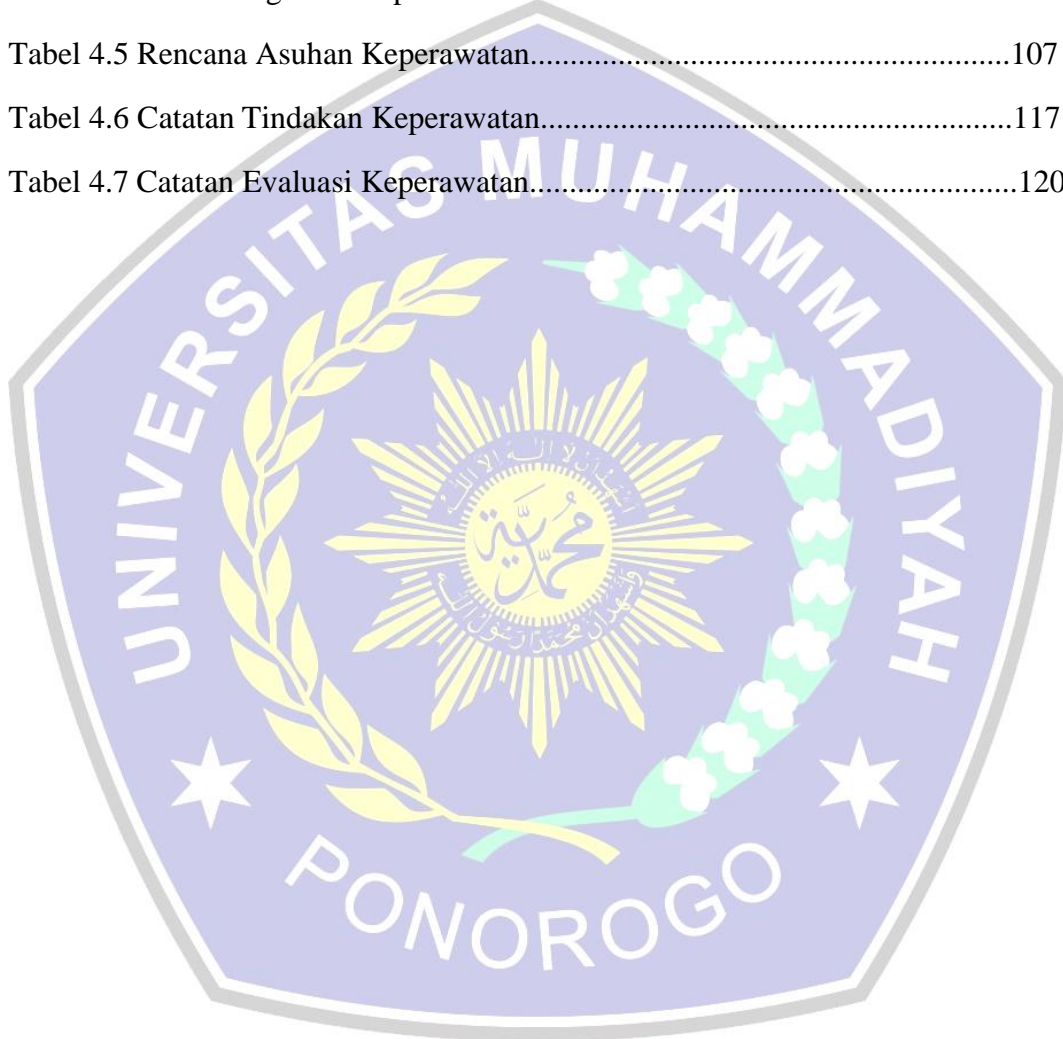 Tabel 4.5 Rencana Asuhan Keperawatan............................................................107
Tabel 4.6 Catatan Tindakan Keperawatan...........................................................117
Tabel 4.7 Catatan Evaluasi Keperawatan.............................................................120
UNIVERSITAS MUHAMMADIYAH
PONOROGO